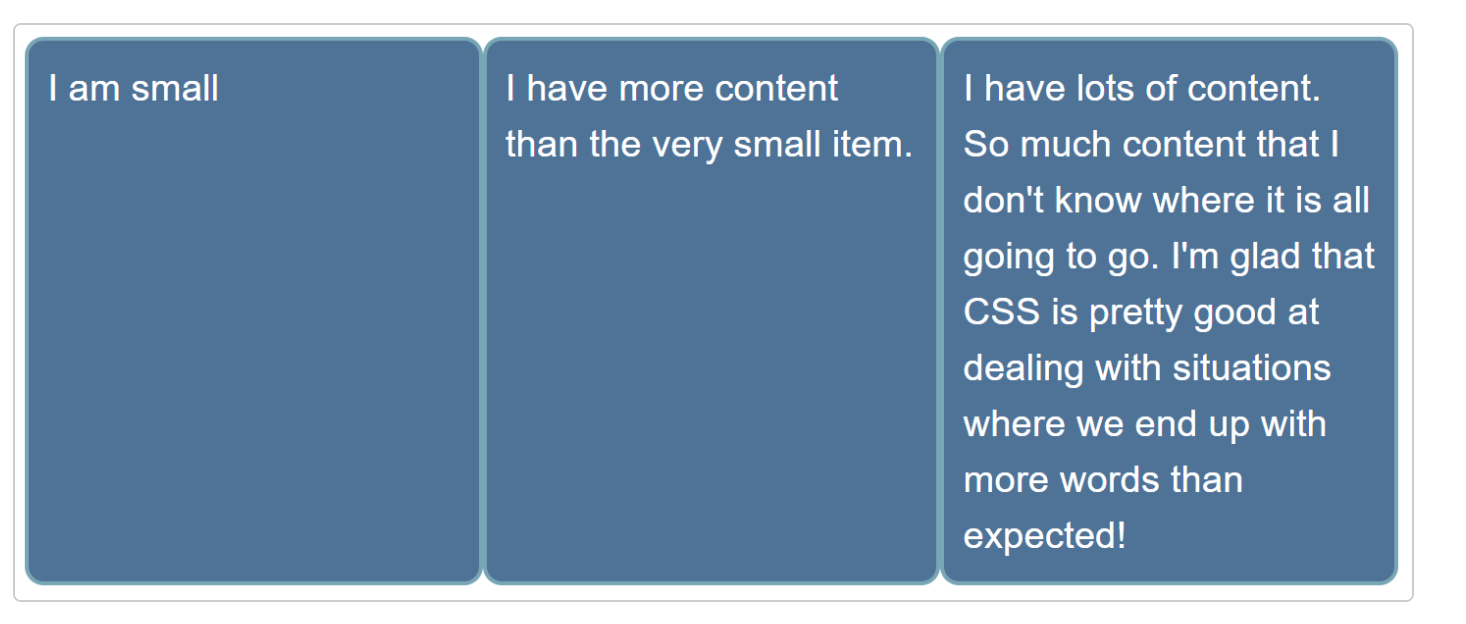 I am small
I have more content
than the very small item.
I have lots of content.
So much content that I
don't know where it is all
going to go. I'm glad that
CSS is pretty good at
dealing with situations
where we end up with
more words than
expected!